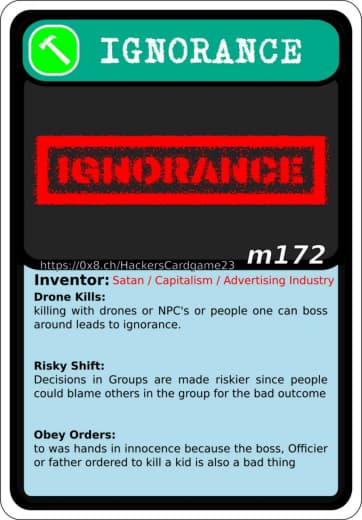 IGNORANCE
IGNORANCE
m172
https://0x8.ch/HackersCardgame23
Inventor: Satan / Capitalism / Advertising Industry
Drone Kills:
killing with drones or NPC's or people one can boss
around leads to ignorance.
Risky Shift:
Decisions in Groups are made riskier since people
could blame others in the group for the bad outcome
Obey Orders:
to was hands in innocence because the boss, Officier
or father ordered to kill a kid is also a bad thing